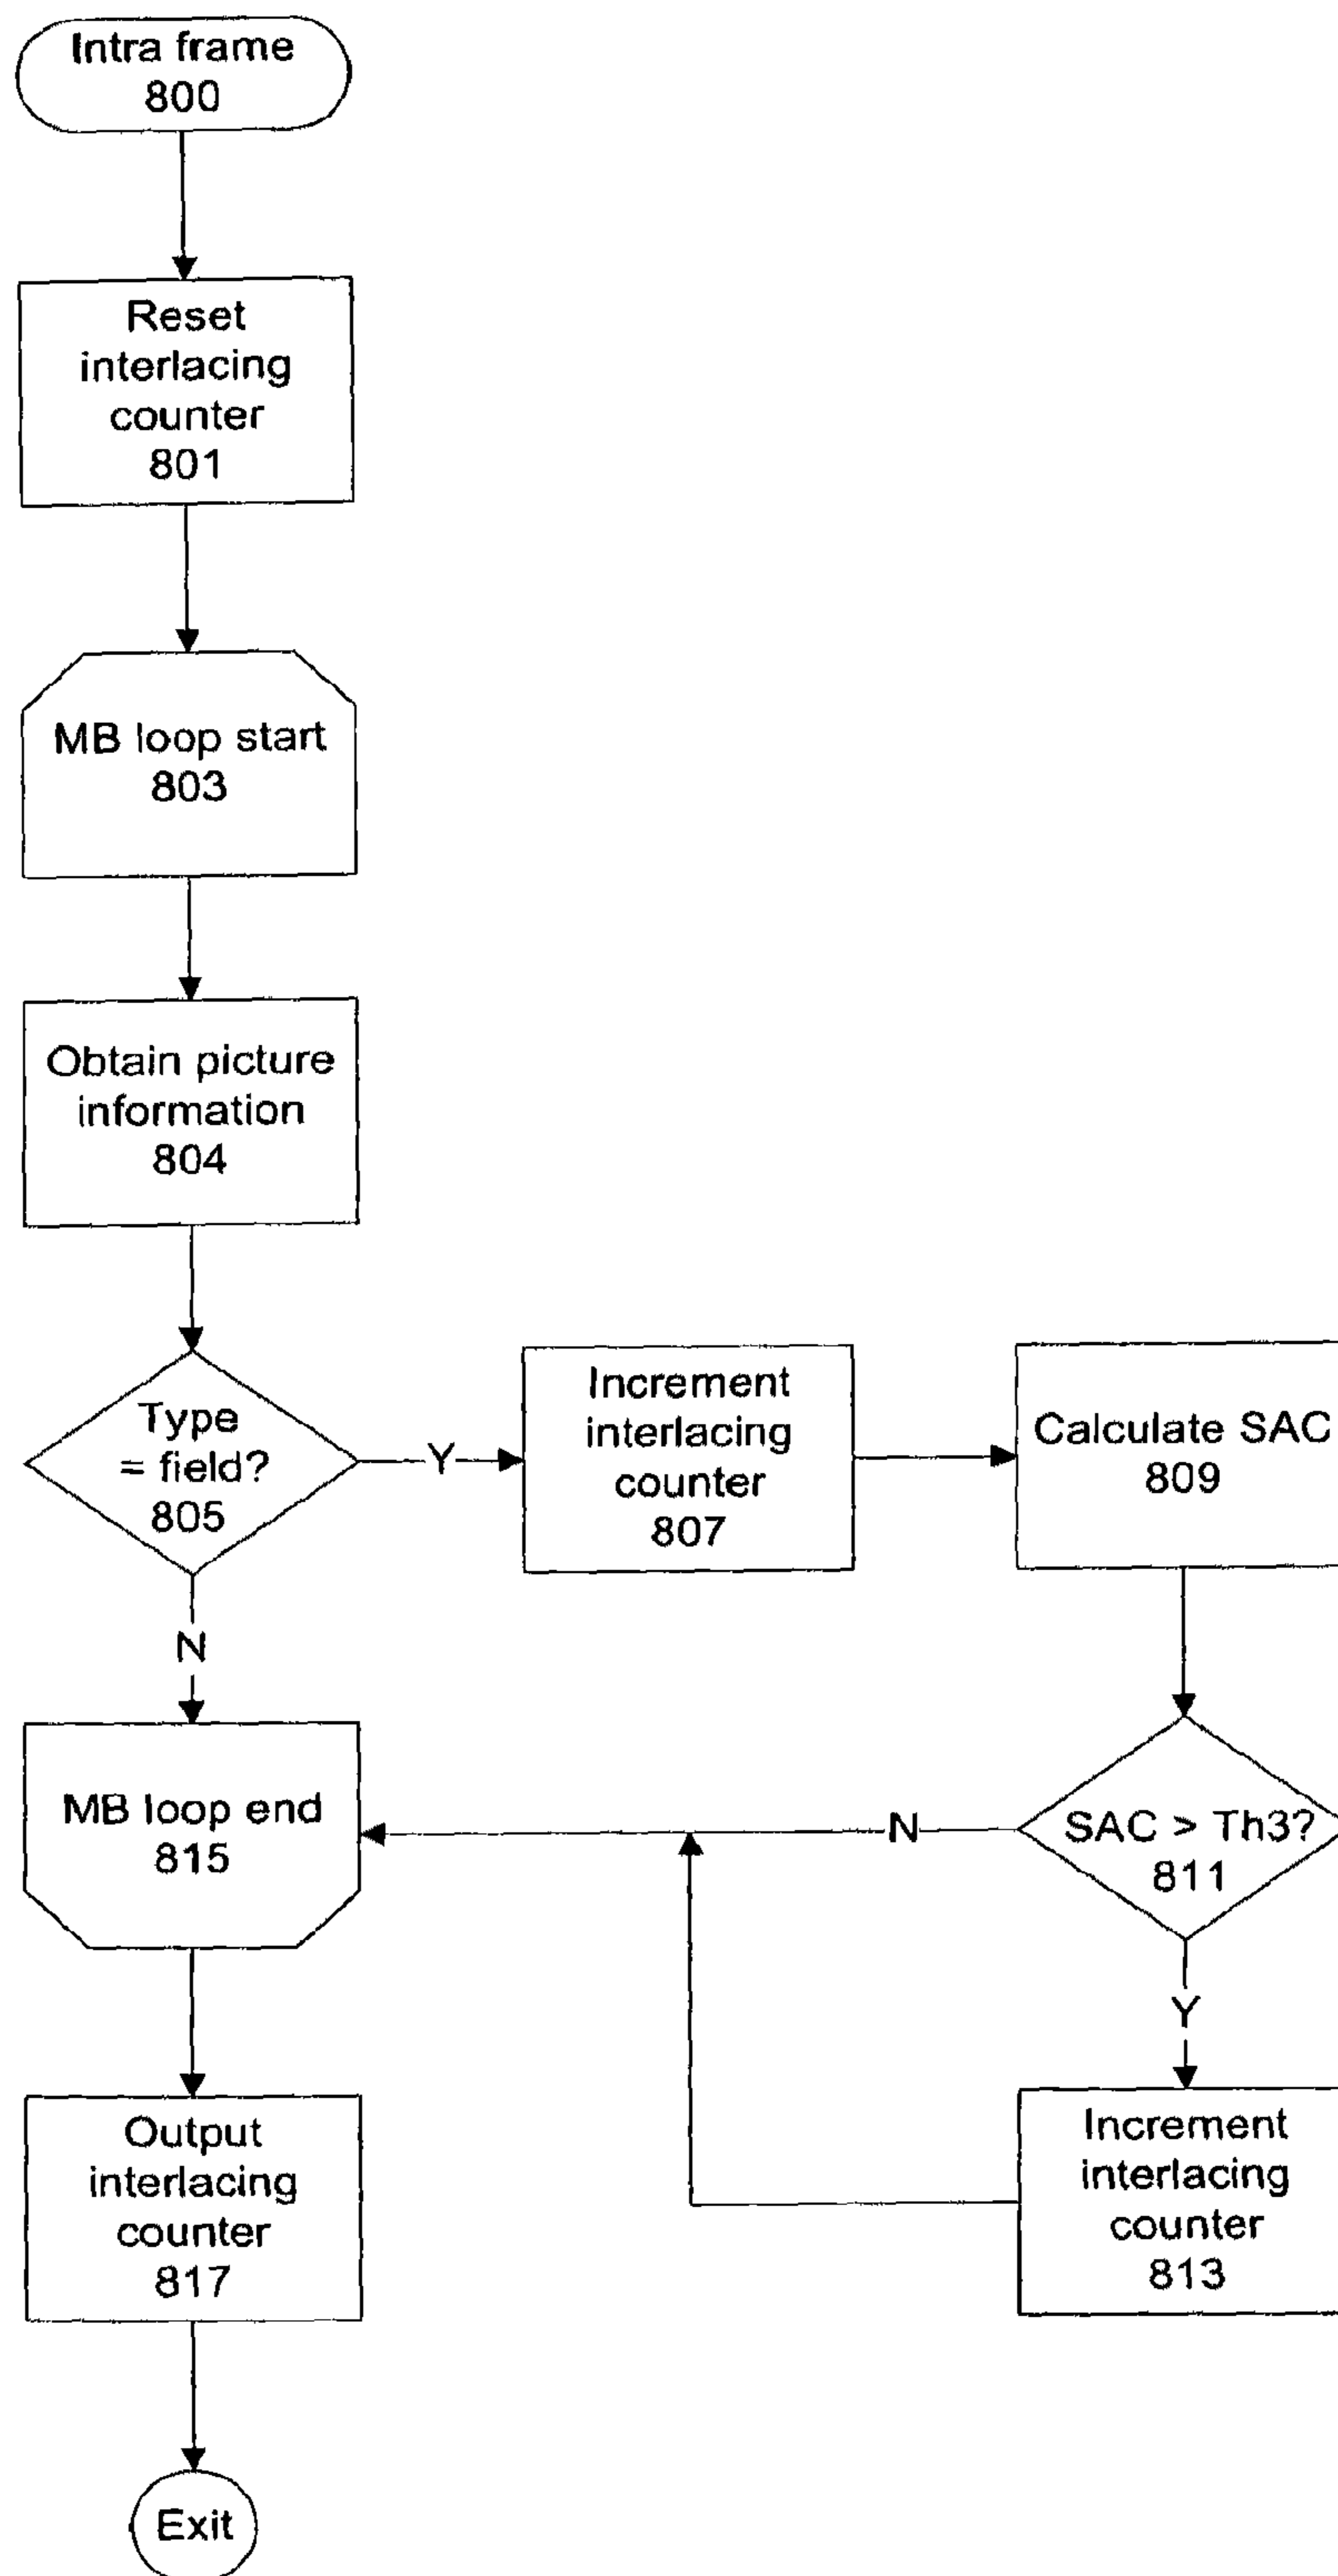 Intra frame
800
Reset
interlacing
counter
801
MB loop start
803
Obtain picture
information
804
Type
= field?
805
Y
Increment
interlacing
counter
807
Calculate SAC
809
N
MB loop end
815
N
SAC > Th3?
811
Y
Output
interlacing
counter
817
Increment
interlacing
counter
813
Exit